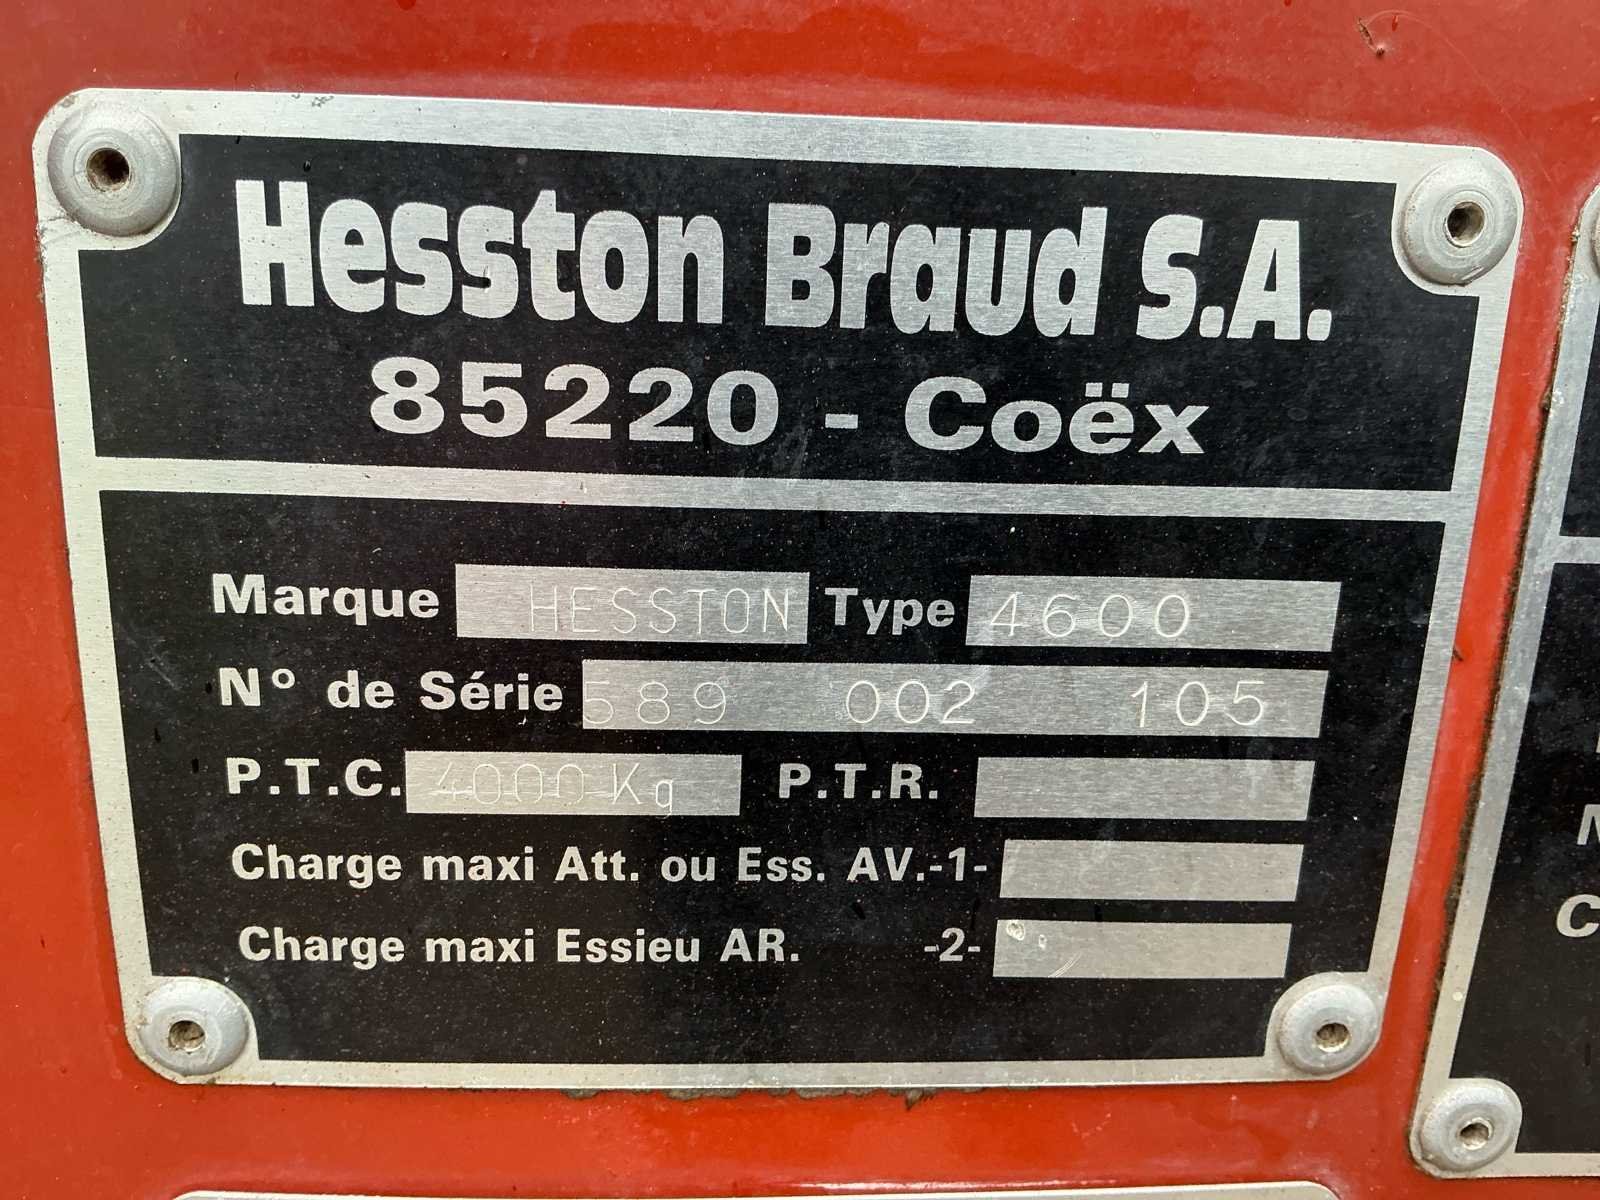 Hesston Braud S.A.
85220 - Coëx
Marque HESSTON Type 4600
N° de Série 589 002 105
P.T.C. 4000 Kg P.T.R.
Charge maxi Att. ou Ess. AV.-1-
Charge maxi Essieu AR. -2-